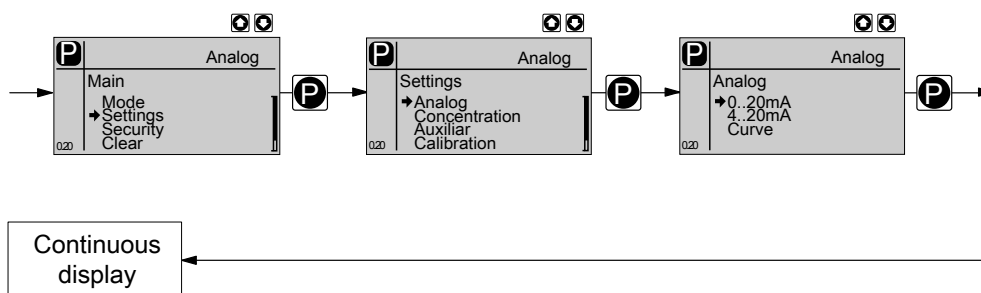 P Analog
Main
Mode
➔Settings
Security
Clear
0.20
P
P Analog
Settings
➔Analog
Concentration
Auxiliar
Calibration
0.20
P
P Analog
Analog
➔0..20mA
4..20mA
Curve
0.20
P
Continuous
display